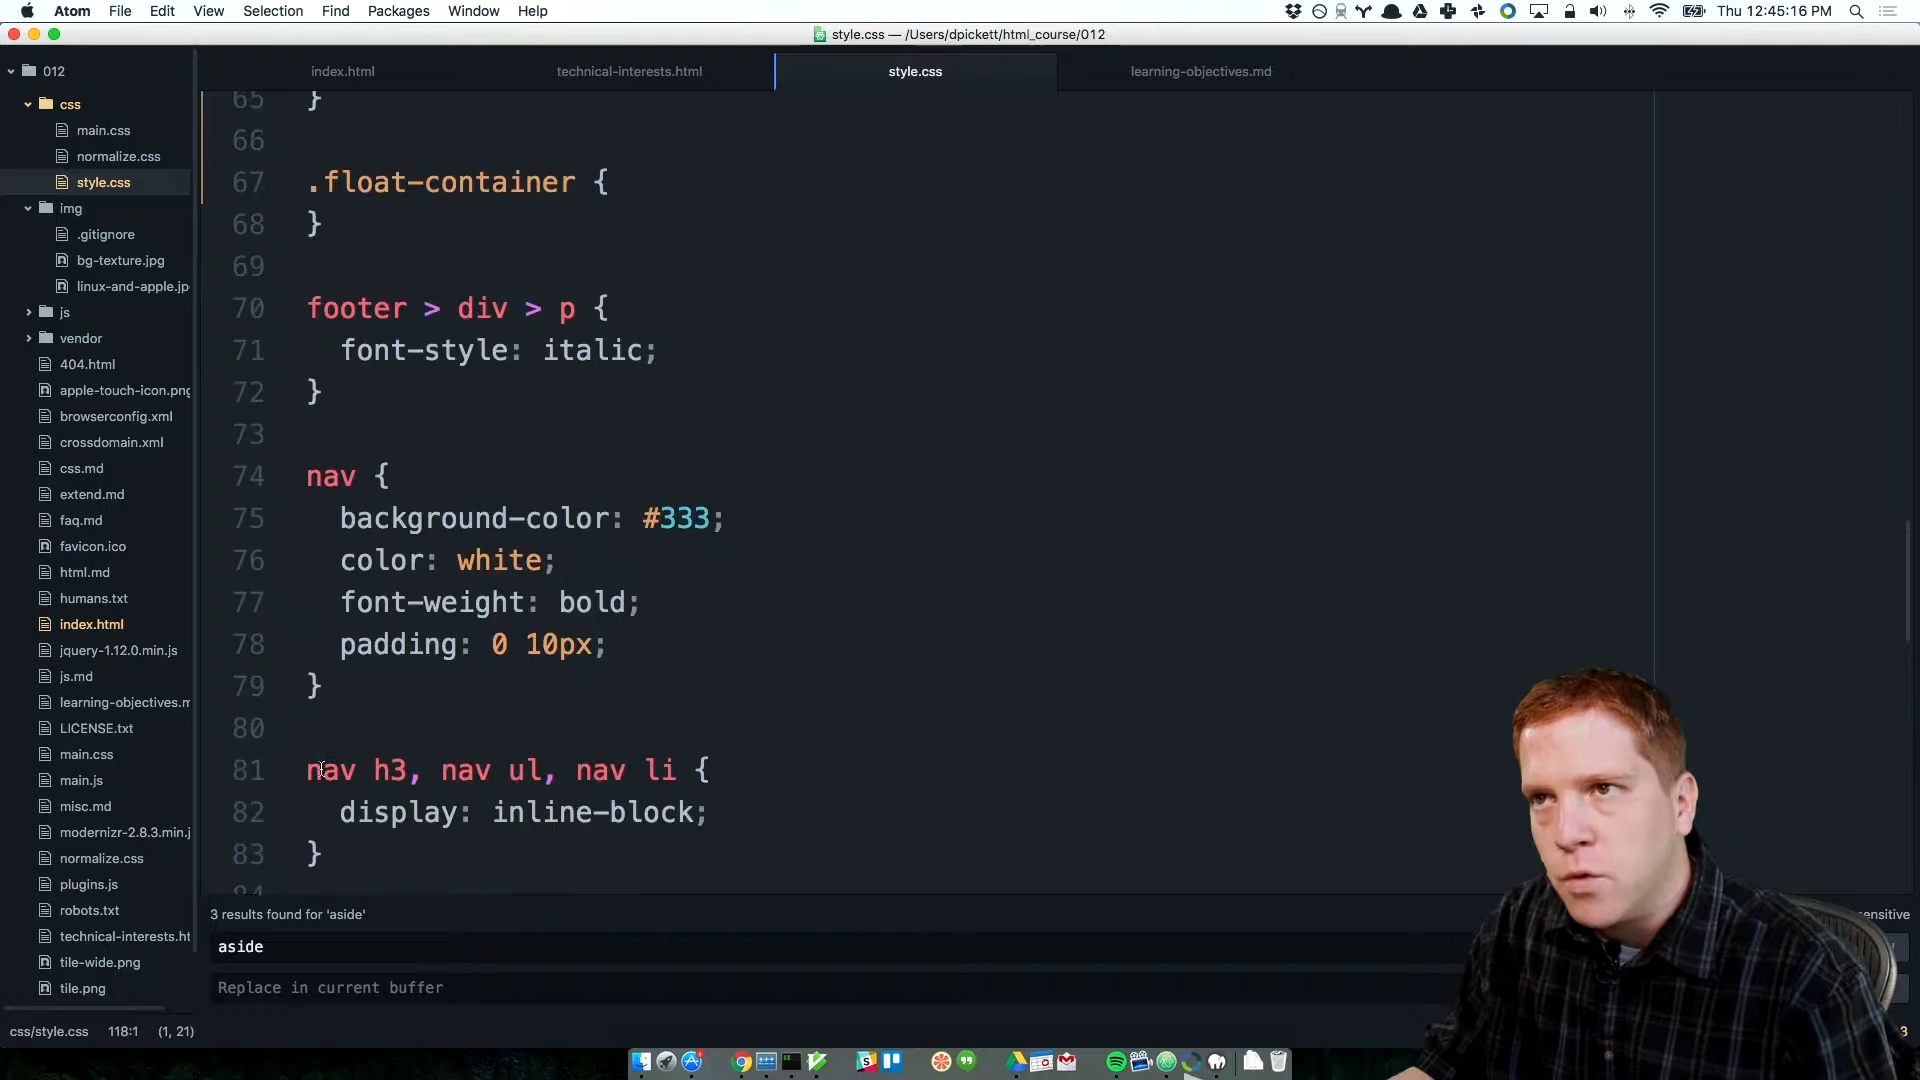 Atom File Edit View Selection Find Packages Window Help Thu 12:45:16 PM
style.css — /Users/dpickett/html_course/012
012
index.html technical-interests.html style.css learning-objectives.md
css
main.css
normalize.css
style.css
img
.gitignore
bg-texture.jpg
linux-and-apple.jp
js
vendor
404.html
apple-touch-icon.png
browserconfig.xml
crossdomain.xml
css.md
extend.md
faq.md
favicon.ico
html.md
humans.txt
index.html
jquery-1.12.0.min.js
js.md
learning-objectives.m
LICENSE.txt
main.css
main.js
misc.md
modernizr-2.8.3.min.j
normalize.css
plugins.js
robots.txt
technical-interests.ht
tile-wide.png
tile.png
65 }
66
67 .float-container {
68 }
69
70 footer > div > p {
71 font-style: italic;
72 }
73
74 nav {
75 background-color: #333;
76 color: white;
77 font-weight: bold;
78 padding: 0 10px;
79 }
80
81 nav h3, nav ul, nav li {
82 display: inline-block;
83 }
84
3 results found for 'aside' ensitive
aside
Replace in current buffer
css/style.css 118:1 (1, 21) 3